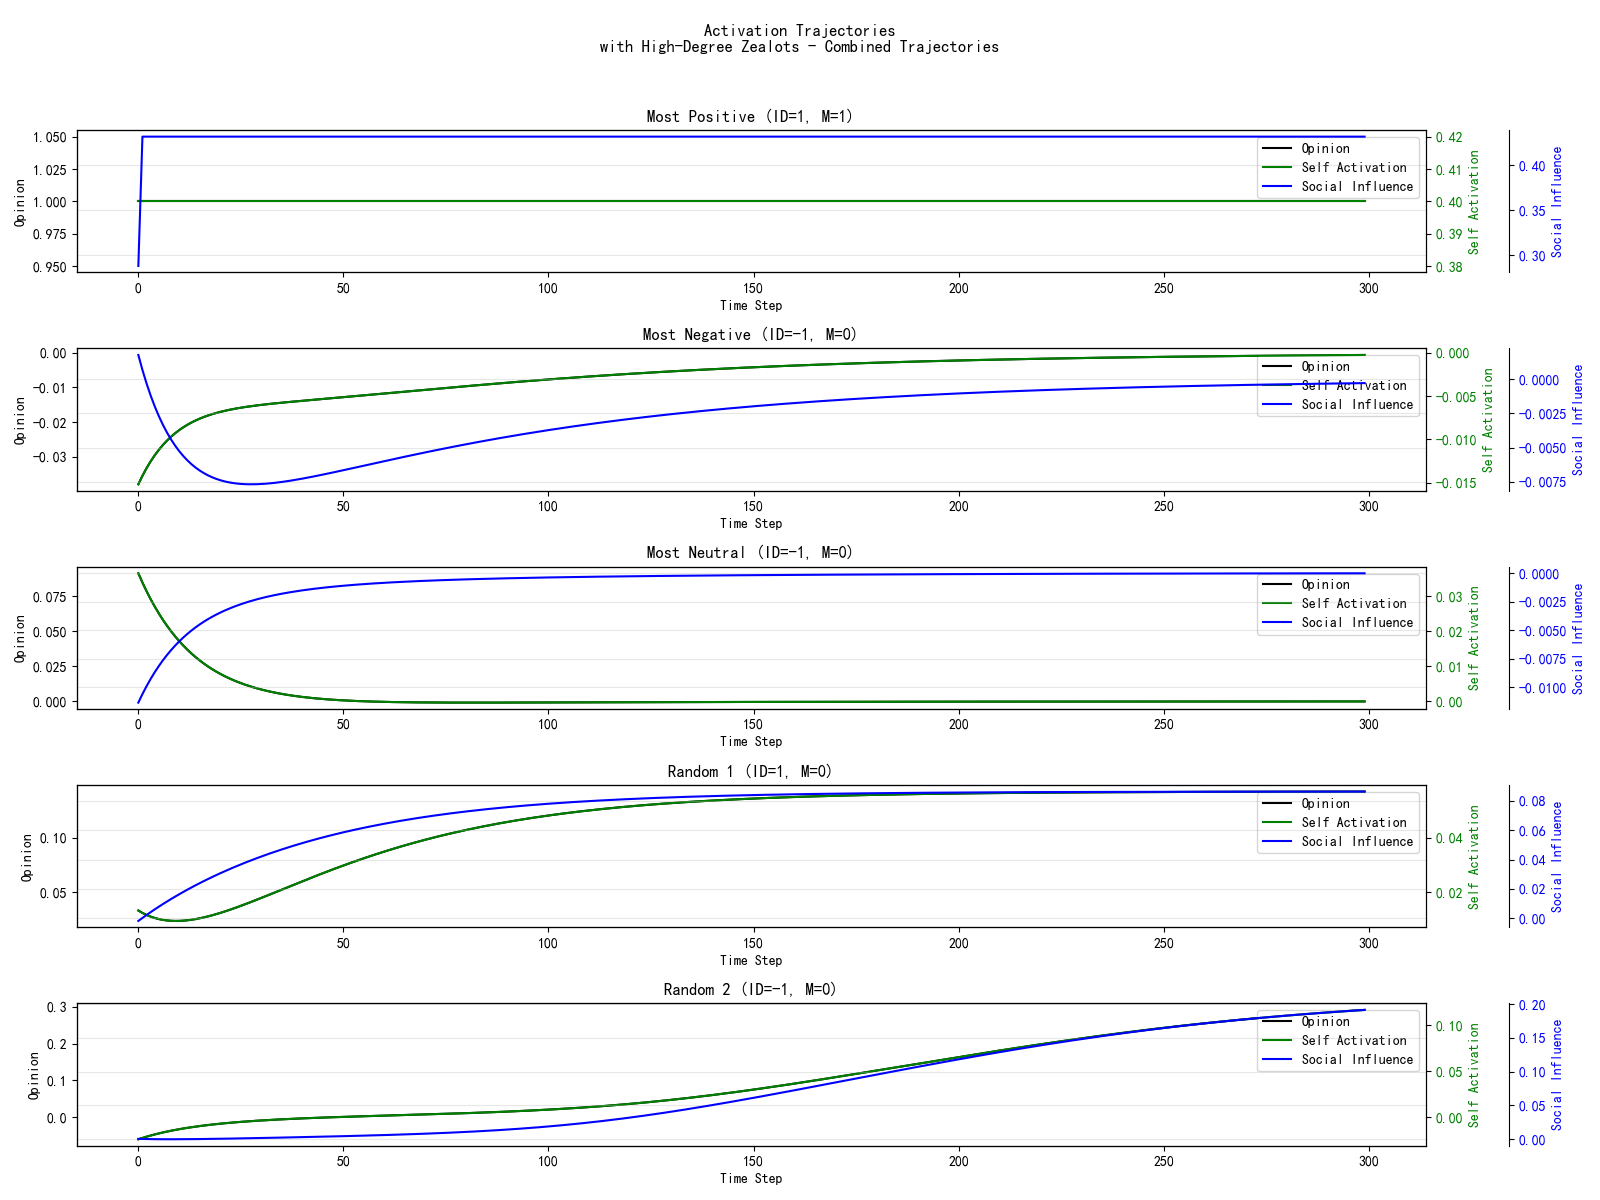 Activation Trajectories
with High-Degree Zealots - Combined Trajectories
Most Positive (ID=1, M=1)
Opinion
1.050
1.025
1.000
0.975
0.950
0.42
0.41
0.40
0.39
0.38
Self Activation
0.40
0.35
0.30
Social Influence
Opinion
Self Activation
Social Influence
0 50 100 150 200 250 300
Time Step
Most Negative (ID=-1, M=0)
Opinion
0.00
-0.01
-0.02
-0.03
0.000
-0.005
-0.010
-0.015
Self Activation
0.0000
-0.0025
-0.0050
-0.0075
Social Influence
Opinion
Self Activation
Social Influence
0 50 100 150 200 250 300
Time Step
Most Neutral (ID=-1, M=0)
Opinion
0.075
0.050
0.025
0.000
0.03
0.02
0.01
0.00
Self Activation
0.0000
-0.0025
-0.0050
-0.0075
-0.0100
Social Influence
Opinion
Self Activation
Social Influence
0 50 100 150 200 250 300
Time Step
Random 1 (ID=1, M=0)
Opinion
0.10
0.05
0.04
0.02
Self Activation
0.08
0.06
0.04
0.02
0.00
Social Influence
Opinion
Self Activation
Social Influence
0 50 100 150 200 250 300
Time Step
Random 2 (ID=-1, M=0)
Opinion
0.3
0.2
0.1
0.0
0.10
0.05
0.00
Self Activation
0.20
0.15
0.10
0.05
0.00
Social Influence
Opinion
Self Activation
Social Influence
0 50 100 150 200 250 300
Time Step